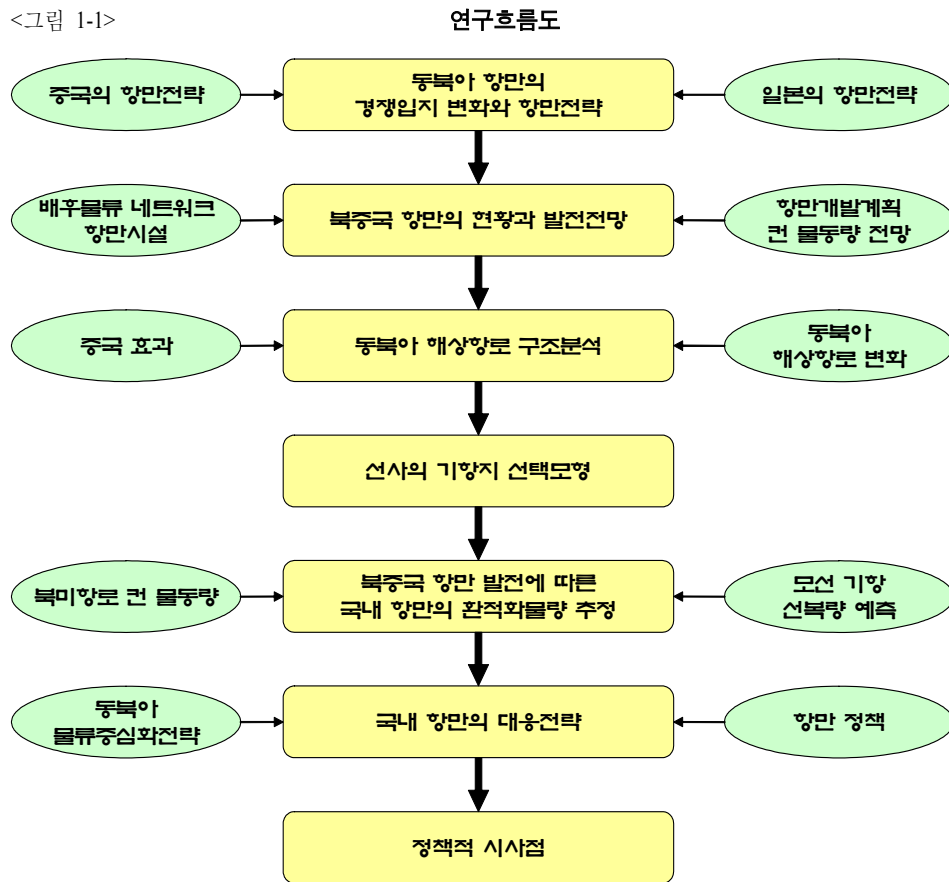 <그림 1-1>
연구흐름도
중국의 항만전략
동북아 항만의
경쟁입지 변화와 항만전략
일본의 항만전략
배후물류 네트워크
항만시설
북중국 항만의 현황과 발전전망
항만개발계획
컨 물동량 전망
중국 효과
동북아 해상항로 구조분석
동북아
해상항로 변화
선사의 기항지 선택모형
북미항로 컨 물동량
북중국 항만 발전에 따른
국내 항만의 환적화물량 추정
모선 기항
선복량 예측
동북아
물류중심화전략
국내 항만의 대응전략
항만 정책
정책적 시사점